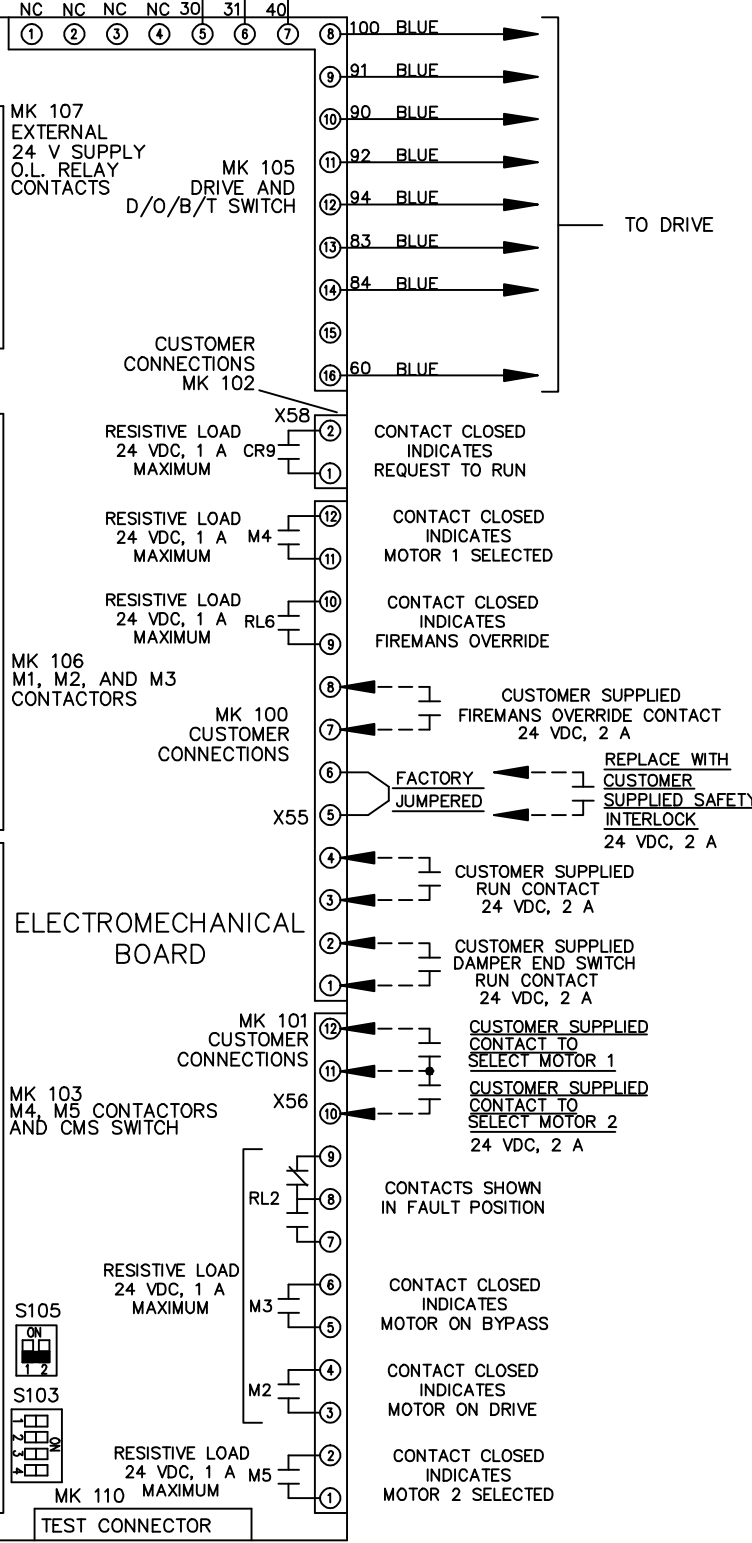 NC NC NC NC 30 31 40
1 2 3 4 5 6 7 8 100 BLUE
9 91 BLUE
10 90 BLUE
11 92 BLUE
12 94 BLUE
13 83 BLUE
14 84 BLUE
15
16 60 BLUE
TO DRIVE
MK 107
EXTERNAL
24 V SUPPLY
O.L. RELAY
CONTACTS
MK 105
DRIVE AND
D/O/B/T SWITCH
CUSTOMER
CONNECTIONS
MK 102
X58
RESISTIVE LOAD
24 VDC, 1 A
MAXIMUM
CR9
2
1
CONTACT CLOSED
INDICATES
REQUEST TO RUN
RESISTIVE LOAD
24 VDC, 1 A
MAXIMUM
M4
12
11
CONTACT CLOSED
INDICATES
MOTOR 1 SELECTED
RESISTIVE LOAD
24 VDC, 1 A
MAXIMUM
RL6
10
9
CONTACT CLOSED
INDICATES
FIREMANS OVERRIDE
MK 106
M1, M2, AND M3
CONTACTORS
MK 100
CUSTOMER
CONNECTIONS
8
7
CUSTOMER SUPPLIED
FIREMANS OVERRIDE CONTACT
24 VDC, 2 A
X55
6
5
FACTORY
JUMPERED
REPLACE WITH
CUSTOMER
SUPPLIED SAFETY
INTERLOCK
24 VDC, 2 A
4
3
CUSTOMER SUPPLIED
RUN CONTACT
24 VDC, 2 A
ELECTROMECHANICAL
BOARD
2
1
CUSTOMER SUPPLIED
DAMPER END SWITCH
RUN CONTACT
24 VDC, 2 A
MK 101
CUSTOMER
CONNECTIONS
X56
12
11
10
CUSTOMER SUPPLIED
CONTACT TO
SELECT MOTOR 1
CUSTOMER SUPPLIED
CONTACT TO
SELECT MOTOR 2
24 VDC, 2 A
MK 103
M4, M5 CONTACTORS
AND CMS SWITCH
RL2
9
8
7
CONTACTS SHOWN
IN FAULT POSITION
RESISTIVE LOAD
24 VDC, 1 A
MAXIMUM
M3
6
5
CONTACT CLOSED
INDICATES
MOTOR ON BYPASS
M2
4
3
CONTACT CLOSED
INDICATES
MOTOR ON DRIVE
S105
ON
1 2
S103
1
2
3
4
ON
RESISTIVE LOAD
24 VDC, 1 A
MAXIMUM
M5
2
1
CONTACT CLOSED
INDICATES
MOTOR 2 SELECTED
MK 110
TEST CONNECTOR